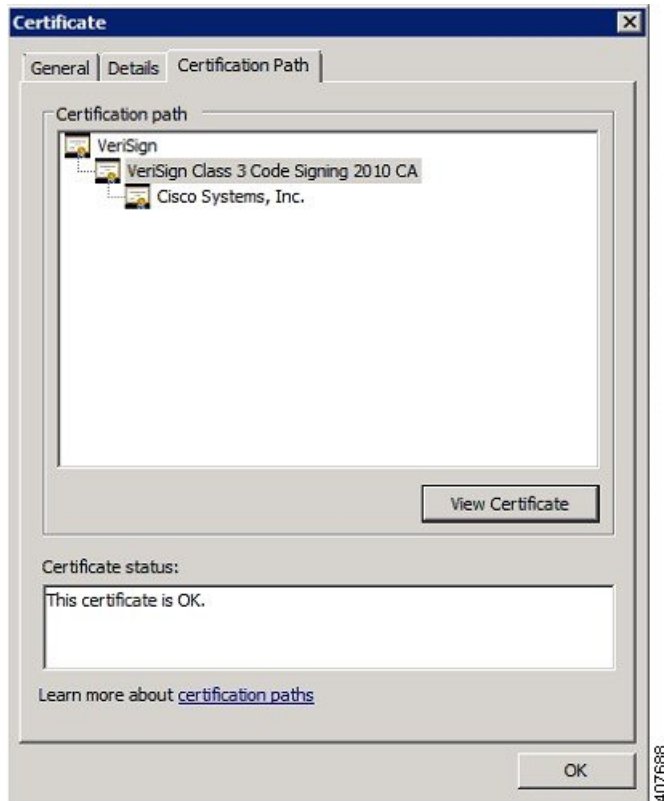 Certificate
General Details Certification Path
Certification path
VeriSign
VeriSign Class 3 Code Signing 2010 CA
Cisco Systems, Inc.
View Certificate
Certificate status:
This certificate is OK.
Learn more about certification paths
OK
407688